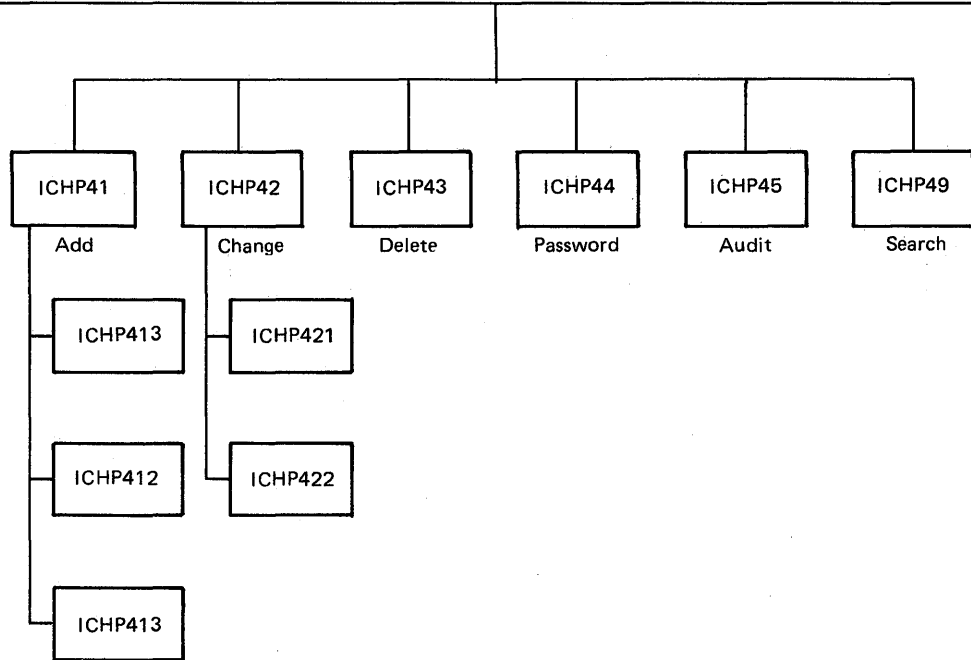 ICHP41 ICHP42 ICHP43 ICHP44 ICHP45 ICHP49
Add Change Delete Password Audit Search
ICHP413 ICHP421
ICHP412 ICHP422
ICHP413